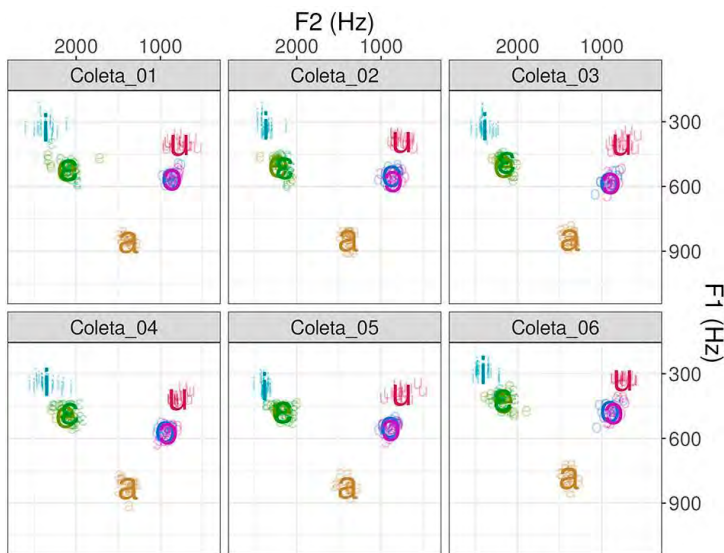 F2 (Hz)
2000 1000 2000 1000 2000 1000
Coleta_01 Coleta_02 Coleta_03
i u e o a
i u e o a
i u e o a
300
600
900
F1 (Hz)
Coleta_04 Coleta_05 Coleta_06
i u e o a
i u e o a
i u e o a
300
600
900